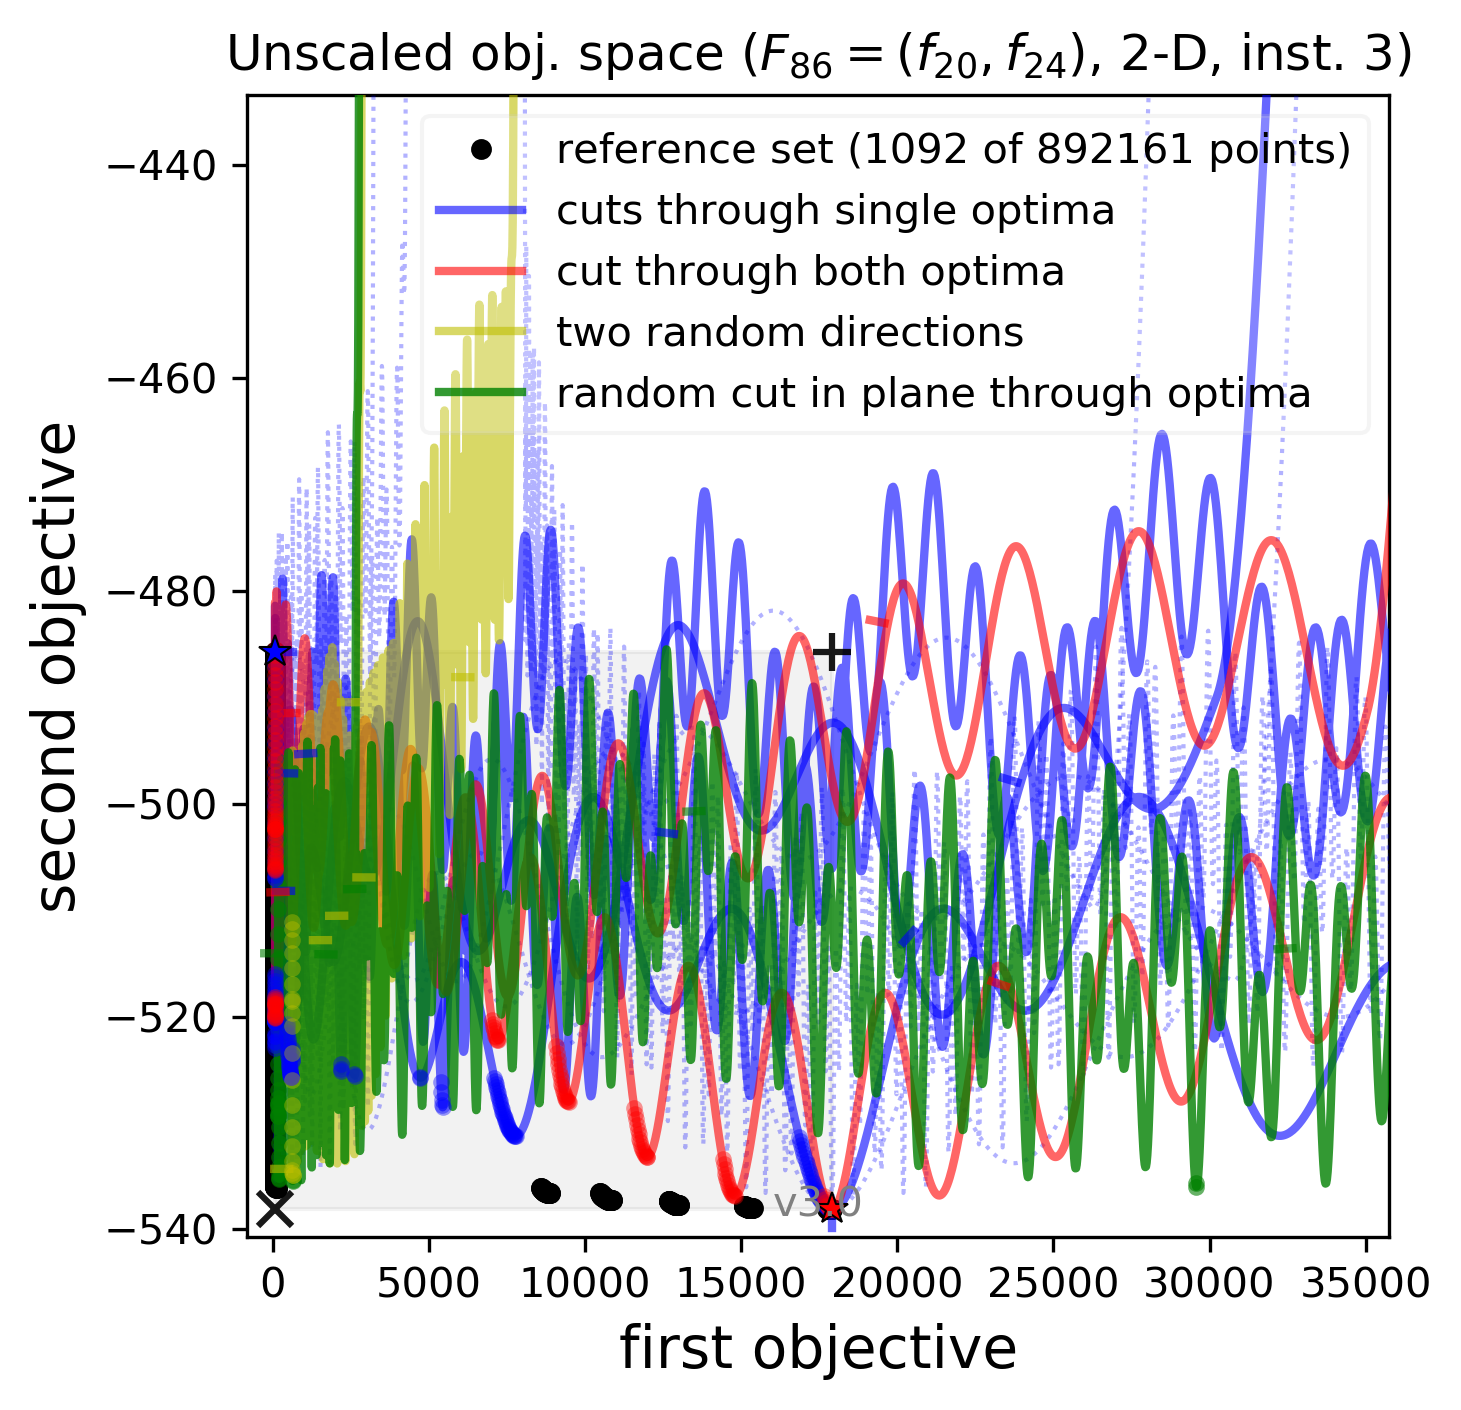 Unscaled obj. space (F86 = (f20, f24), 2-D, inst. 3)
reference set (1092 of 892161 points)
cuts through single optima
cut through both optima
two random directions
random cut in plane through optima
second objective
−440
−460
−480
−500
−520
−540
v3.0
0 5000 10000 15000 20000 25000 30000 35000
first objective